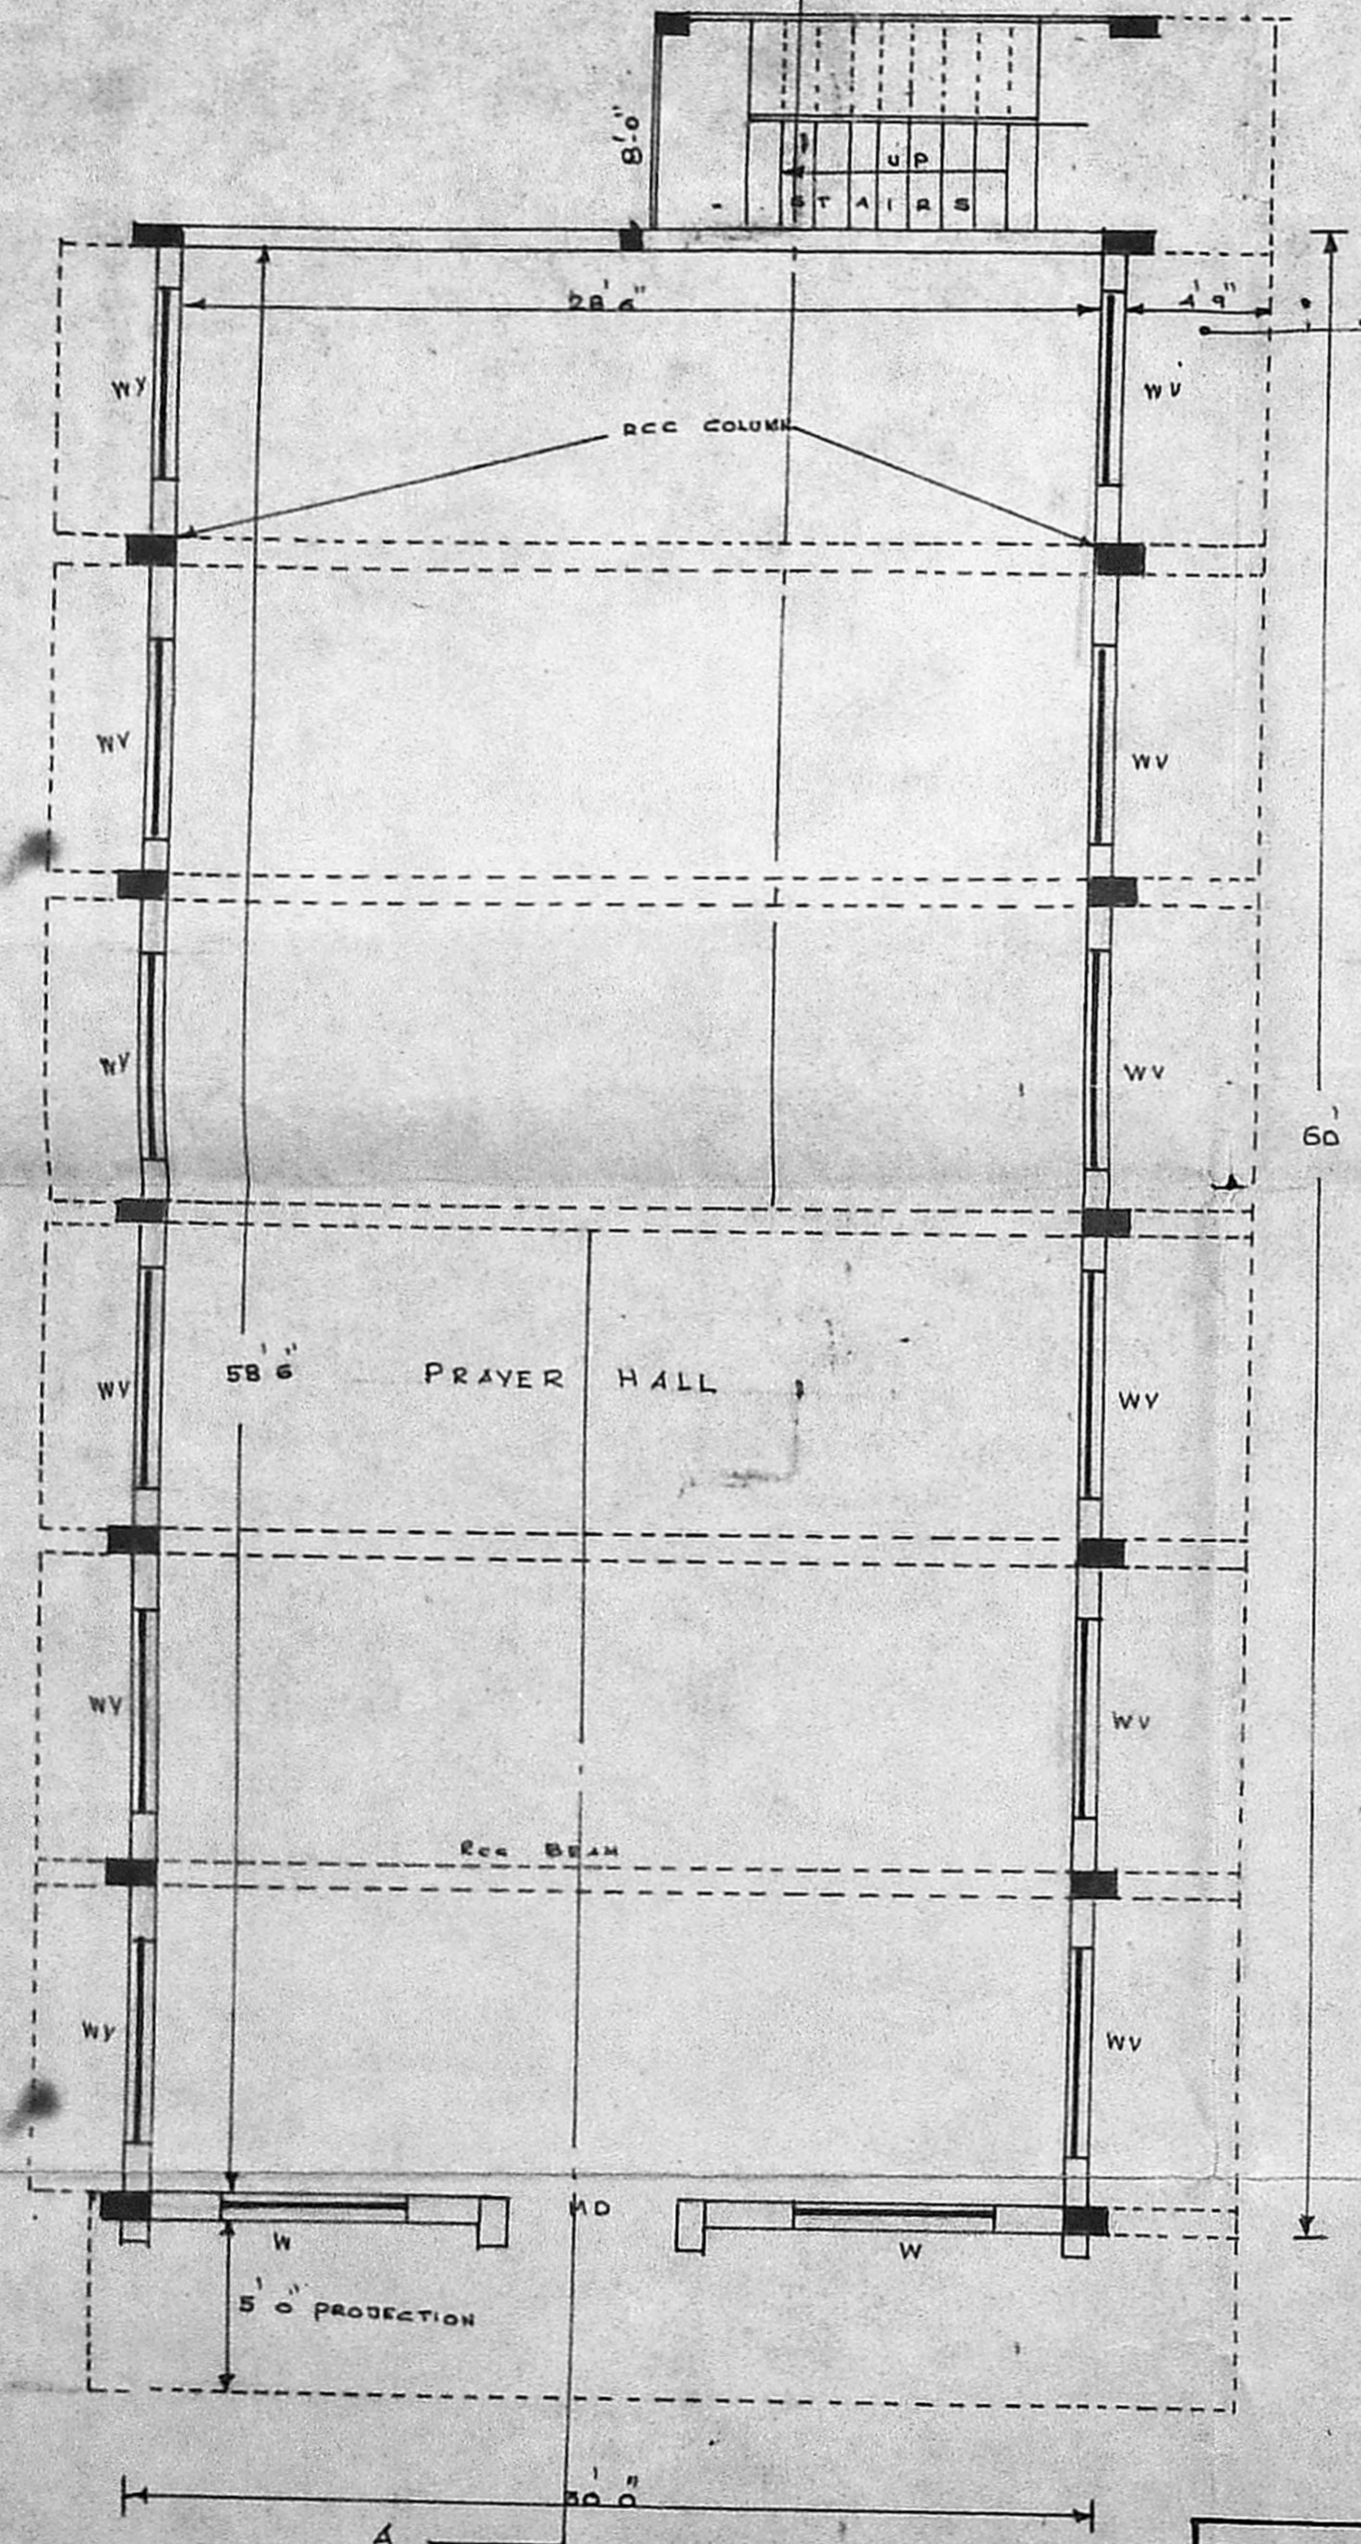 8'-0"
UP
STAIRS
28' 6"
4' 9"
WV
WV
RCC COLUMN
WV
WV
WV
WV
60'
58' 6"
PRAYER HALL
WV
WV
WV
WV
RCC BEAM
WV
WV
MD
W
W
5' 0" PROJECTION
30' 0"
A